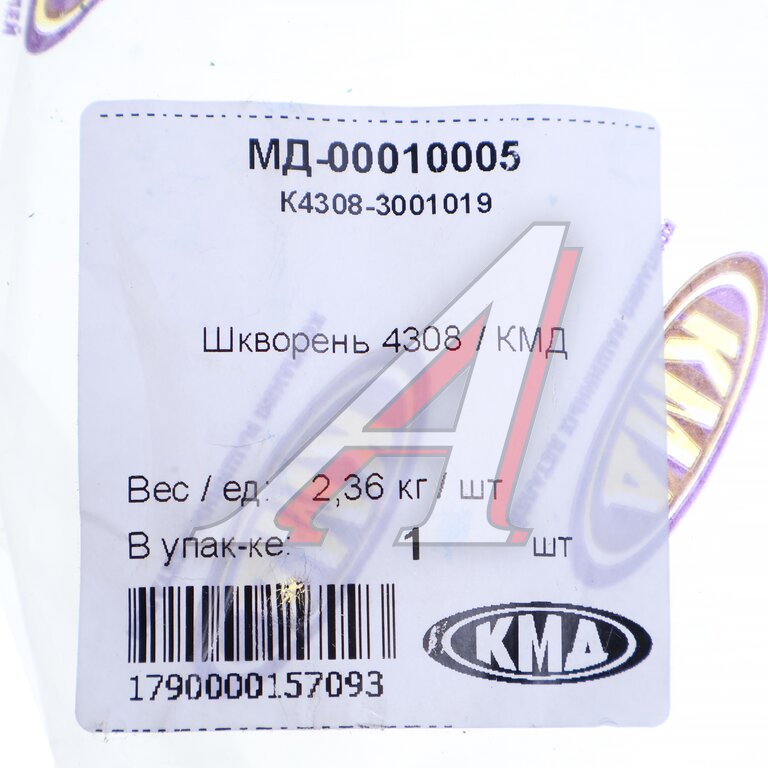 МД-00010005
К4308-3001019
Шкворень 4308 / КМД
Вес / ед: 2,36 кг / шт
В упак-ке: 1 шт
1790000157093
КМД
КМД